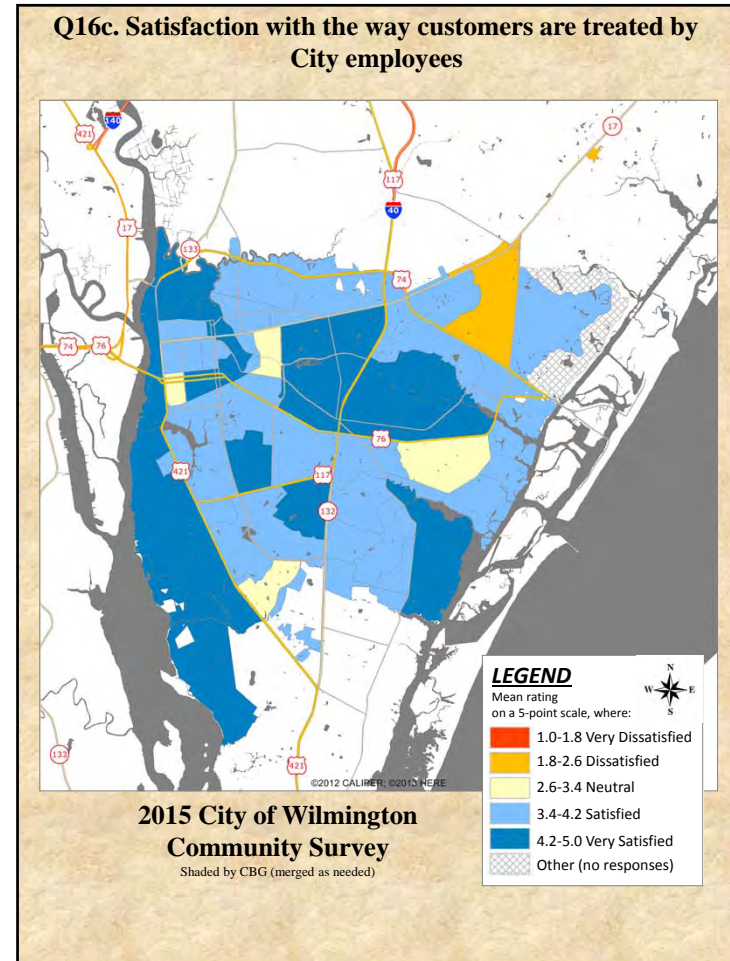 Q16c. Satisfaction with the way customers are treated by
City employees
140
421
17
117
40
17
133
74
74
76
76
421
117
132
LEGEND
Mean rating
on a 5-point scale, where:
N
W E
S
1.0-1.8 Very Dissatisfied
1.8-2.6 Dissatisfied
2.6-3.4 Neutral
3.4-4.2 Satisfied
4.2-5.0 Very Satisfied
Other (no responses)
133
421
©2012 CALIPER; ©2013 HERE
2015 City of Wilmington
Community Survey
Shaded by CBG (merged as needed)